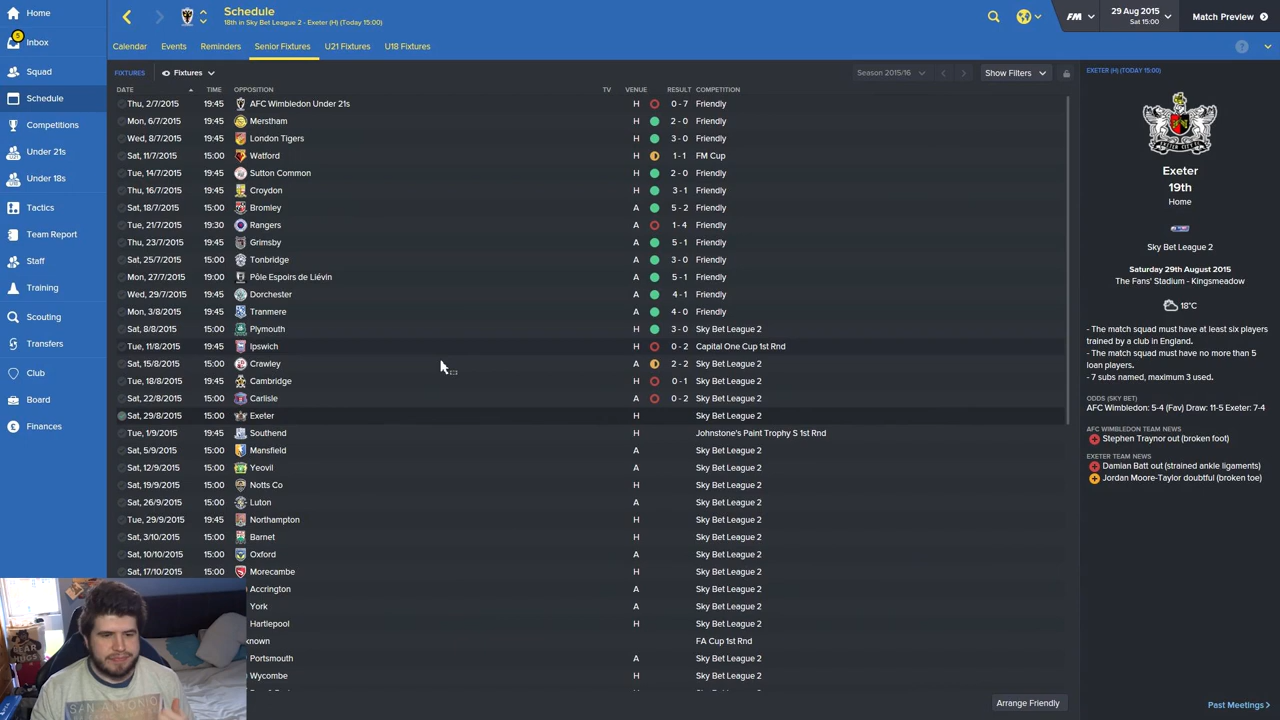 Home
5
Inbox
Squad
Schedule
Competitions
U21
Under 21s
U18
Under 18s
Tactics
Team Report
Staff
Training
Scouting
Transfers
Club
Board
£
Finances
Schedule
18th in Sky Bet League 2 - Exeter (H) (Today 15:00)
FM
29 Aug 2015
Sat 15:00
Match Preview
Calendar Events Reminders Senior Fixtures U21 Fixtures U18 Fixtures
?
FIXTURES Fixtures Season 2015/16 Show Filters
DATE TIME OPPOSITION TV VENUE RESULT COMPETITION
Thu, 2/7/2015 19:45 AFC Wimbledon Under 21s H 0 - 7 Friendly
Mon, 6/7/2015 19:45 Merstham H 2 - 0 Friendly
Wed, 8/7/2015 19:45 London Tigers H 3 - 0 Friendly
Sat, 11/7/2015 15:00 Watford H 1 - 1 FM Cup
Tue, 14/7/2015 19:45 Sutton Common H 2 - 0 Friendly
Thu, 16/7/2015 19:45 Croydon H 3 - 1 Friendly
Sat, 18/7/2015 15:00 Bromley A 5 - 2 Friendly
Tue, 21/7/2015 19:30 Rangers A 1 - 4 Friendly
Thu, 23/7/2015 19:45 Grimsby A 5 - 1 Friendly
Sat, 25/7/2015 15:00 Tonbridge A 3 - 0 Friendly
Mon, 27/7/2015 19:00 Pôle Espoirs de Liévin A 5 - 1 Friendly
Wed, 29/7/2015 19:45 Dorchester A 4 - 1 Friendly
Mon, 3/8/2015 19:45 Tranmere A 4 - 0 Friendly
Sat, 8/8/2015 15:00 Plymouth H 3 - 0 Sky Bet League 2
Tue, 11/8/2015 19:45 Ipswich H 0 - 2 Capital One Cup 1st Rnd
Sat, 15/8/2015 15:00 Crawley A 2 - 2 Sky Bet League 2
Tue, 18/8/2015 19:45 Cambridge H 0 - 1 Sky Bet League 2
Sat, 22/8/2015 15:00 Carlisle A 0 - 2 Sky Bet League 2
Sat, 29/8/2015 15:00 Exeter H Sky Bet League 2
Tue, 1/9/2015 19:45 Southend H Johnstone's Paint Trophy S 1st Rnd
Sat, 5/9/2015 15:00 Mansfield A Sky Bet League 2
Sat, 12/9/2015 15:00 Yeovil A Sky Bet League 2
Sat, 19/9/2015 15:00 Notts Co H Sky Bet League 2
Sat, 26/9/2015 15:00 Luton A Sky Bet League 2
Tue, 29/9/2015 19:45 Northampton H Sky Bet League 2
Sat, 3/10/2015 15:00 Barnet H Sky Bet League 2
Sat, 10/10/2015 15:00 Oxford A Sky Bet League 2
Sat, 17/10/2015 15:00 Morecambe H Sky Bet League 2
Accrington A Sky Bet League 2
York A Sky Bet League 2
Hartlepool H Sky Bet League 2
known FA Cup 1st Rnd
Portsmouth A Sky Bet League 2
Wycombe H Sky Bet League 2
Arrange Friendly
EXETER (H) (TODAY 15:00)
EXETER CITY
Exeter
19th
Home
Sky Bet League 2
Saturday 29th August 2015
The Fans' Stadium - Kingsmeadow
18°C
- The match squad must have at least six players
trained by a club in England.
- The match squad must have no more than 5
loan players.
- 7 subs named, maximum 3 used.
ODDS (SKY BET)
AFC Wimbledon: 5-4 (Fav) Draw: 11-5 Exeter: 7-4
AFC WIMBLEDON TEAM NEWS
Stephen Traynor out (broken foot)
EXETER TEAM NEWS
Damian Batt out (strained ankle ligaments)
Jordan Moore-Taylor doubtful (broken toe)
Past Meetings
SAN ANTONIO